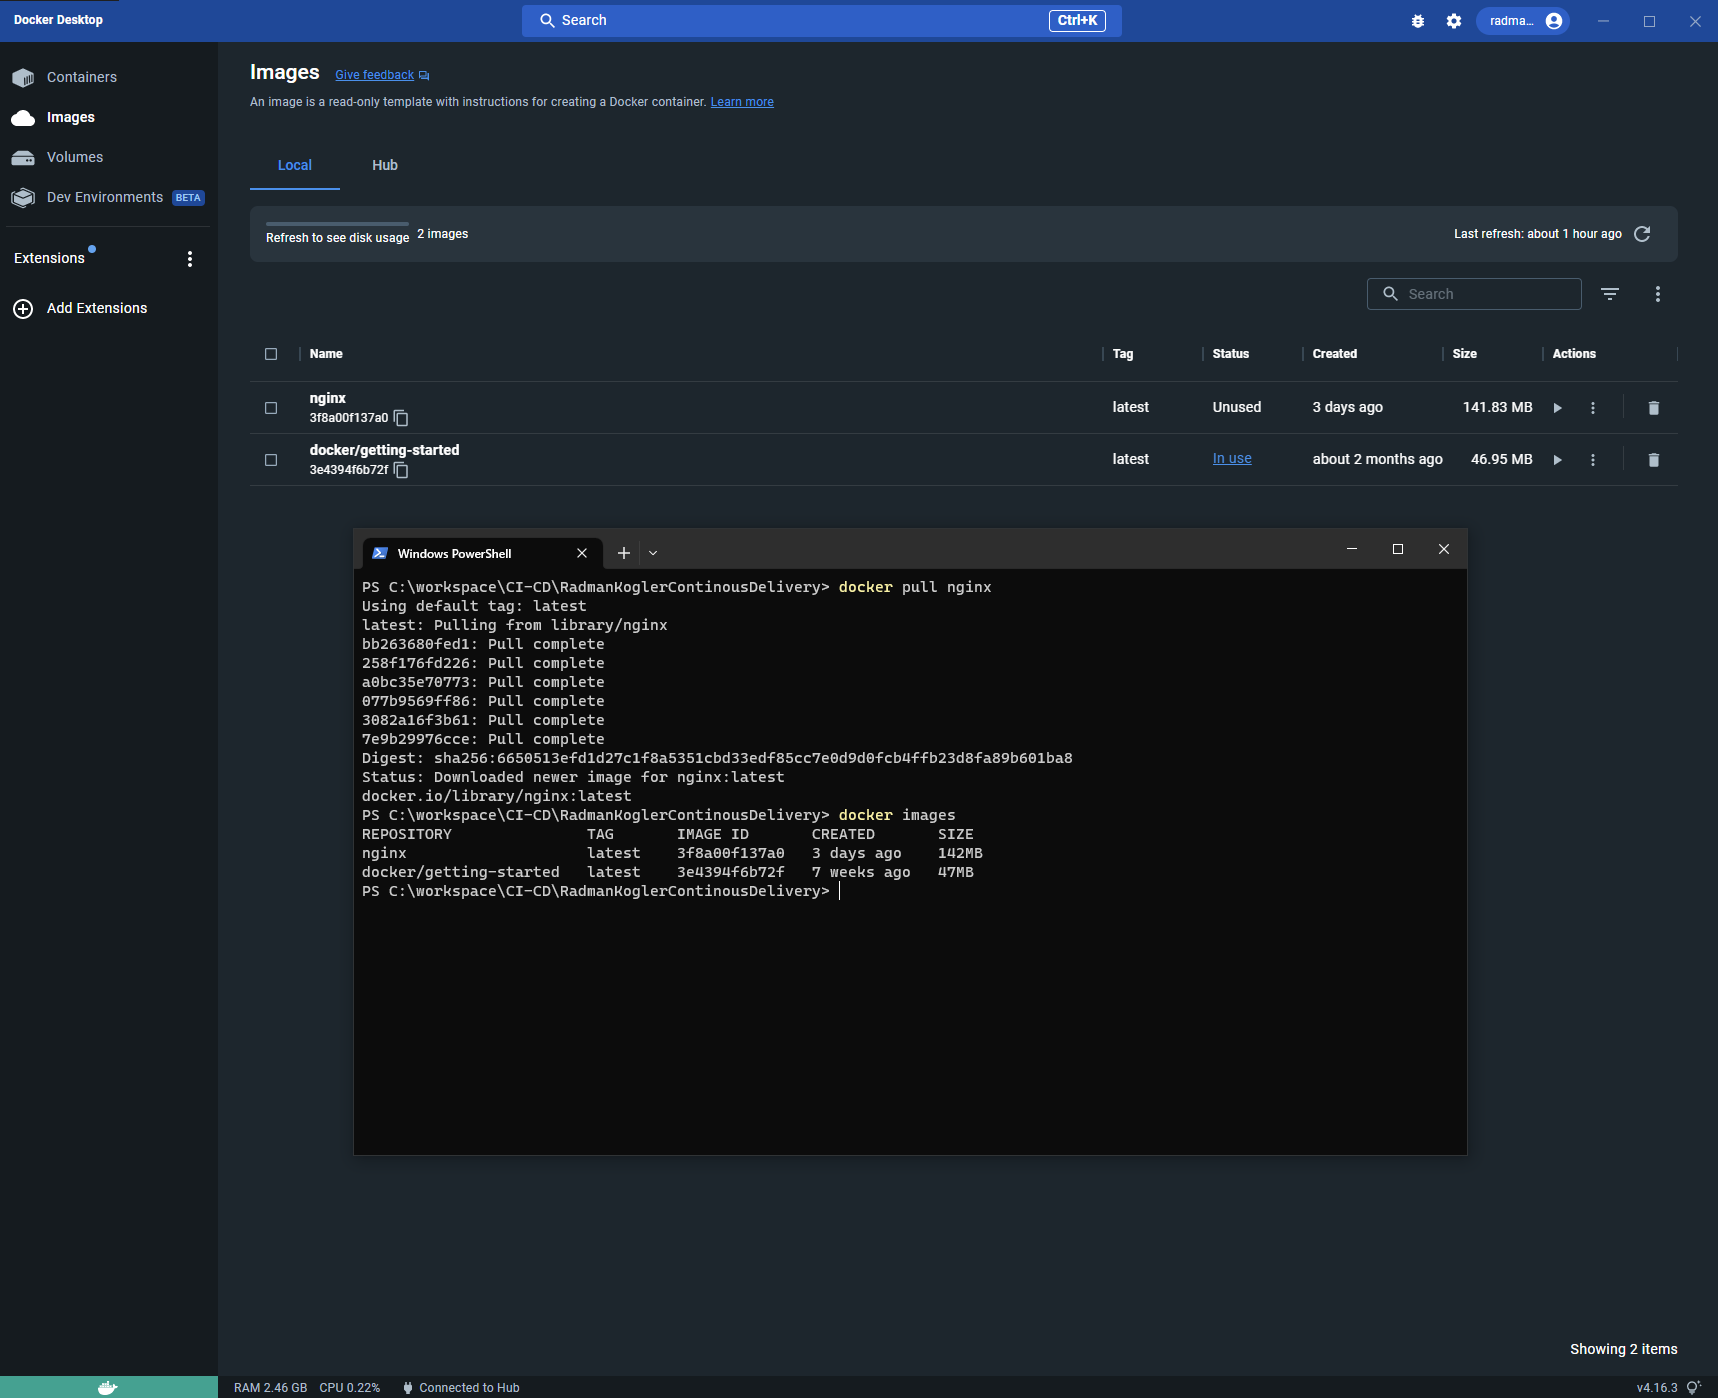 Docker Desktop
Search
Ctrl+K
radma...
Containers
Images
Volumes
Dev Environments BETA
Extensions
Add Extensions
Images Give feedback
An image is a read-only template with instructions for creating a Docker container. Learn more
Local Hub
Refresh to see disk usage 2 images
Last refresh: about 1 hour ago
Search
Name Tag Status Created Size Actions
nginx
3f8a00f137a0
latest Unused 3 days ago 141.83 MB
docker/getting-started
3e4394f6b72f
latest In use about 2 months ago 46.95 MB
Windows PowerShell
PS C:\workspace\CI-CD\RadmanKoglerContinousDelivery> docker pull nginx
Using default tag: latest
latest: Pulling from library/nginx
bb263680fed1: Pull complete
258f176fd226: Pull complete
a0bc35e70773: Pull complete
077b9569ff86: Pull complete
3082a16f3b61: Pull complete
7e9b29976cce: Pull complete
Digest: sha256:6650513efd1d27c1f8a5351cbd33edf85cc7e0d9d0fcb4ffb23d8fa89b601ba8
Status: Downloaded newer image for nginx:latest
docker.io/library/nginx:latest
PS C:\workspace\CI-CD\RadmanKoglerContinousDelivery> docker images
REPOSITORY TAG IMAGE ID CREATED SIZE
nginx latest 3f8a00f137a0 3 days ago 142MB
docker/getting-started latest 3e4394f6b72f 7 weeks ago 47MB
PS C:\workspace\CI-CD\RadmanKoglerContinousDelivery>
Showing 2 items
RAM 2.46 GB CPU 0.22% Connected to Hub
v4.16.3